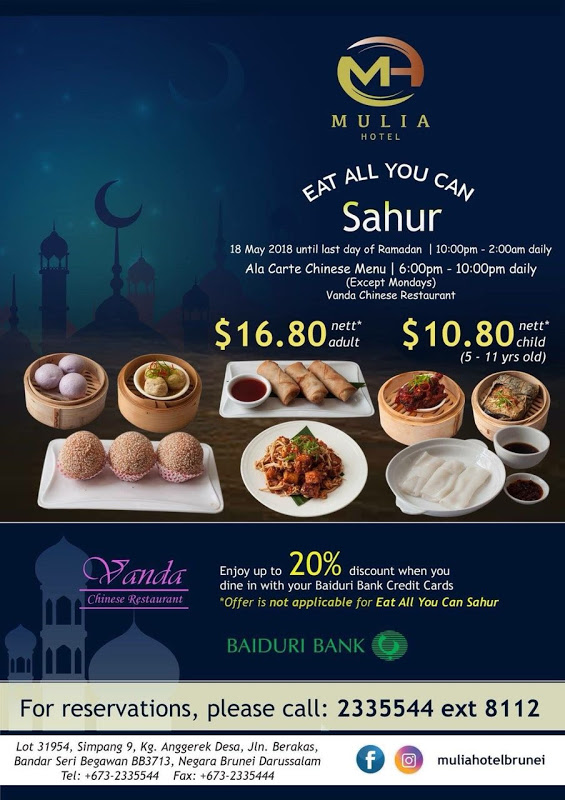 MH
MULIA
HOTEL
EAT ALL YOU CAN
Sahur
18 May 2018 until last day of Ramadan | 10:00pm - 2:00am daily
Ala Carte Chinese Menu | 6:00pm - 10:00pm daily
(Except Mondays)
Vanda Chinese Restaurant
$16.80 nett* adult
$10.80 nett* child
(5 - 11 yrs old)
Vanda
Chinese Restaurant
Enjoy up to 20% discount when you
dine in with your Baiduri Bank Credit Cards
*Offer is not applicable for Eat All You Can Sahur
BAIDURI BANK
For reservations, please call: 2335544 ext 8112
Lot 31954, Simpang 9, Kg. Anggerek Desa, Jln. Berakas,
Bandar Seri Begawan BB3713, Negara Brunei Darussalam
Tel: +673-2335544 Fax: +673-2335444
muliahotelbrunei